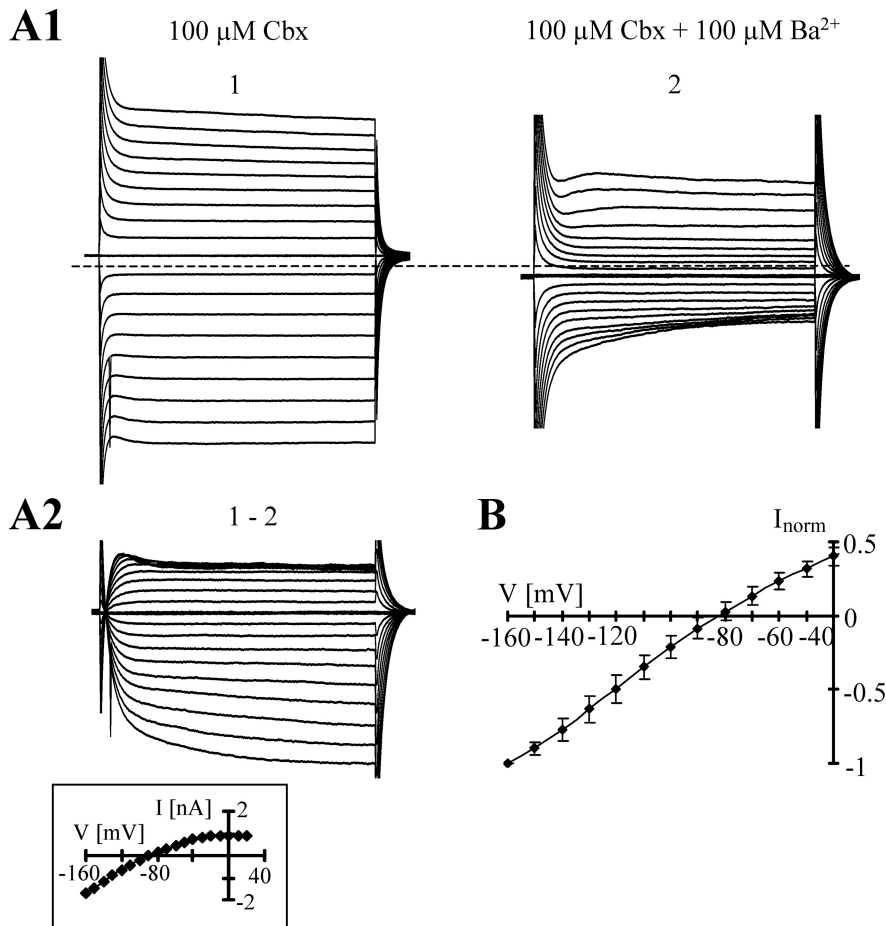 A1
100 μM Cbx
100 μM Cbx + 100 μM Ba²⁺
1
2
A2
1 - 2
B
I_norm
0.5
V [mV]
0
-160 -140 -120 -80 -60 -40
-0.5
-1
I [nA]
2
V [mV]
-160 -80 40
-2